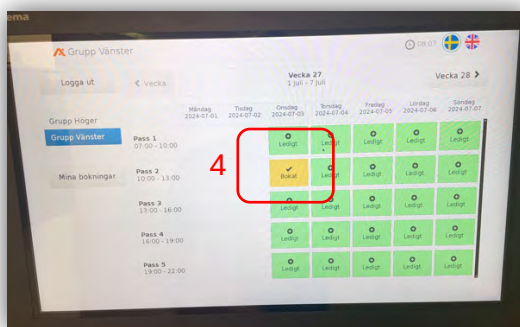 ema
Grupp Vänster
08:07
Logga ut
Vecka
Vecka 27
1 Juli - 7 Juli
Vecka 28
Måndag Tisdag Onsdag Torsdag Fredag Lördag Söndag
2024-07-01 2024-07-02 2024-07-03 2024-07-04 2024-07-05 2024-07-06 2024-07-07
Grupp Höger
Grupp Vänster
Mina bokningar
Pass 1
07:00 - 10:00
Ledigt Ledigt Ledigt Ledigt Ledigt
4
Pass 2
10:00 - 13:00
Bokat Ledigt Ledigt Ledigt Ledigt
Pass 3
13:00 - 16:00
Ledigt Ledigt Ledigt Ledigt Ledigt
Pass 4
16:00 - 19:00
Ledigt Ledigt Ledigt Ledigt Ledigt
Pass 5
19:00 - 22:00
Ledigt Ledigt Ledigt Ledigt Ledigt